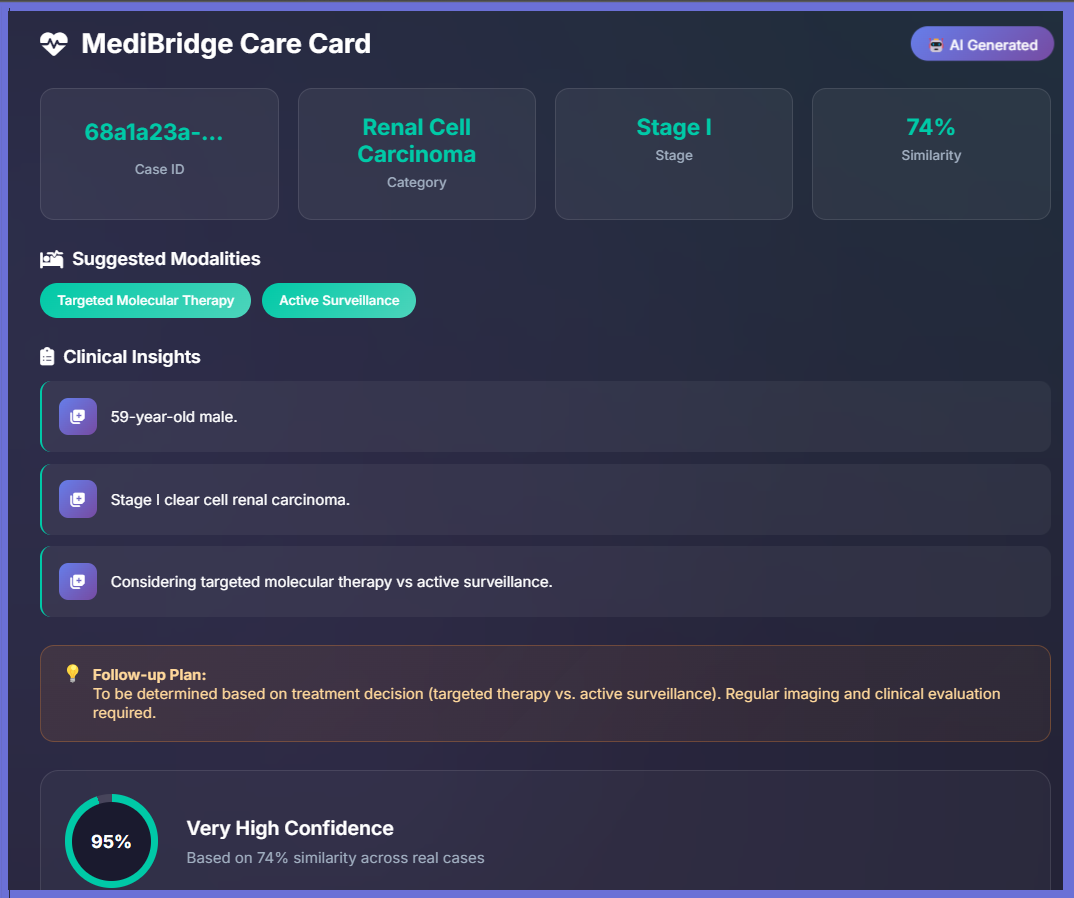 MediBridge Care Card
AI Generated
68a1a23a-...
Case ID
Renal Cell
Carcinoma
Category
Stage I
Stage
74%
Similarity
Suggested Modalities
Targeted Molecular Therapy
Active Surveillance
Clinical Insights
59-year-old male.
Stage I clear cell renal carcinoma.
Considering targeted molecular therapy vs active surveillance.
Follow-up Plan:
To be determined based on treatment decision (targeted therapy vs. active surveillance). Regular imaging and clinical evaluation
required.
95%
Very High Confidence
Based on 74% similarity across real cases